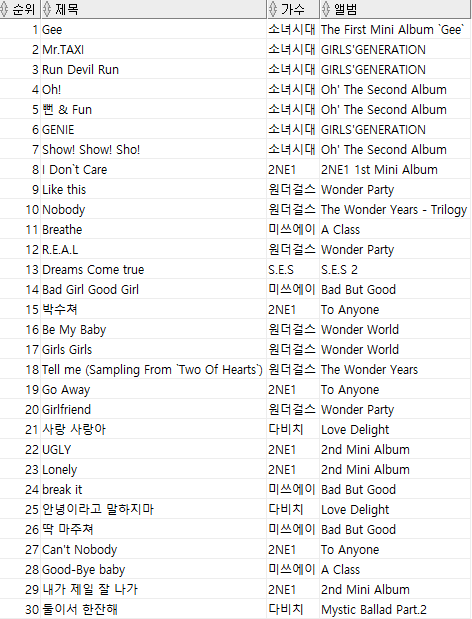 순위 제목 가수 앨범
1 Gee 소녀시대 The First Mini Album `Gee`
2 Mr.TAXI 소녀시대 GIRLS'GENERATION
3 Run Devil Run 소녀시대 GIRLS'GENERATION
4 Oh! 소녀시대 Oh' The Second Album
5 뻔 & Fun 소녀시대 Oh' The Second Album
6 GENIE 소녀시대 GIRLS'GENERATION
7 Show! Show! Sho! 소녀시대 Oh' The Second Album
8 I Don`t Care 2NE1 2NE1 1st Mini Album
9 Like this 원더걸스 Wonder Party
10 Nobody 원더걸스 The Wonder Years - Trilogy
11 Breathe 미쓰에이 A Class
12 R.E.A.L 원더걸스 Wonder Party
13 Dreams Come true S.E.S S.E.S 2
14 Bad Girl Good Girl 미쓰에이 Bad But Good
15 박수쳐 2NE1 To Anyone
16 Be My Baby 원더걸스 Wonder World
17 Girls Girls 원더걸스 Wonder World
18 Tell me (Sampling From `Two Of Hearts`) 원더걸스 The Wonder Years
19 Go Away 2NE1 To Anyone
20 Girlfriend 원더걸스 Wonder Party
21 사랑 사랑아 다비치 Love Delight
22 UGLY 2NE1 2nd Mini Album
23 Lonely 2NE1 2nd Mini Album
24 break it 미쓰에이 Bad But Good
25 안녕이라고 말하지마 다비치 Love Delight
26 딱 마주쳐 미쓰에이 Bad But Good
27 Can't Nobody 2NE1 To Anyone
28 Good-Bye baby 미쓰에이 A Class
29 내가 제일 잘 나가 2NE1 2nd Mini Album
30 둘이서 한잔해 다비치 Mystic Ballad Part.2